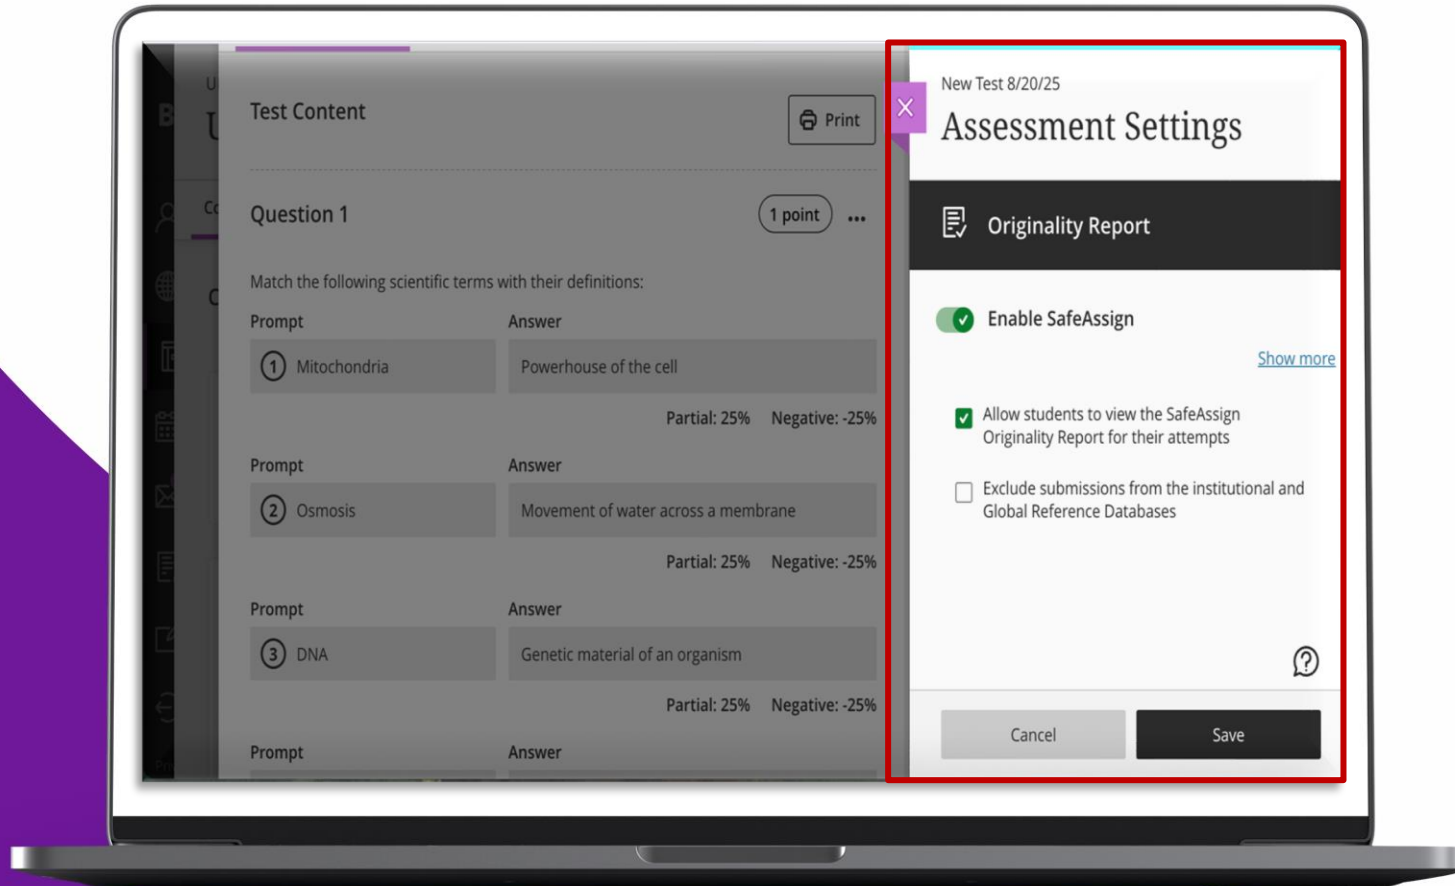 Test Content
Print
Question 1
1 point
Match the following scientific terms with their definitions:
Prompt
Answer
1 Mitochondria
Powerhouse of the cell
Partial: 25% Negative: -25%
Prompt
Answer
2 Osmosis
Movement of water across a membrane
Partial: 25% Negative: -25%
Prompt
Answer
3 DNA
Genetic material of an organism
Partial: 25% Negative: -25%
Prompt
Answer
New Test 8/20/25
Assessment Settings
Originality Report
Enable SafeAssign
Show more
Allow students to view the SafeAssign
Originality Report for their attempts
Exclude submissions from the institutional and
Global Reference Databases
Cancel
Save